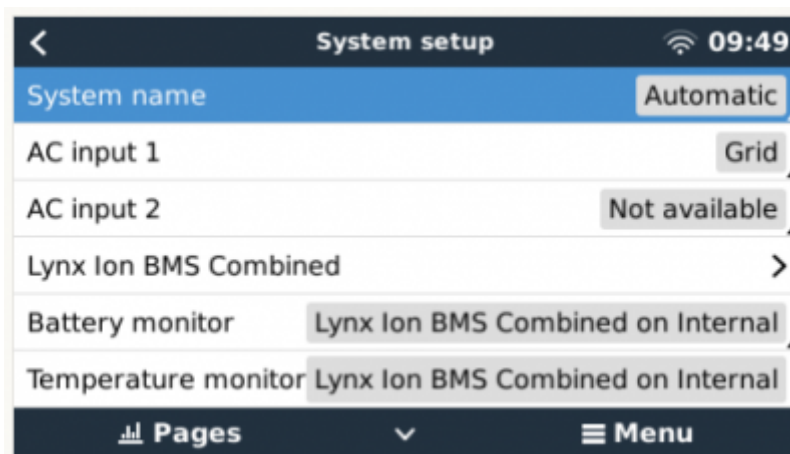 System setup 09:49
System name Automatic
AC input 1 Grid
AC input 2 Not available
Lynx Ion BMS Combined
Battery monitor Lynx Ion BMS Combined on Internal
Temperature monitor Lynx Ion BMS Combined on Internal
Pages Menu